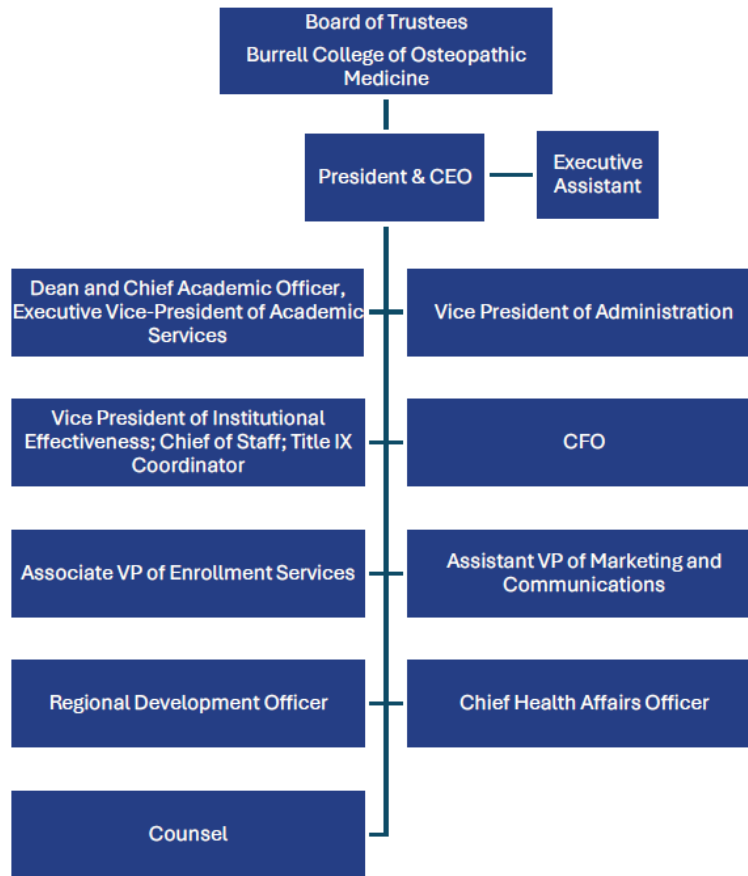 Board of Trustees
Burrell College of Osteopathic
Medicine
President & CEO
Executive
Assistant
Dean and Chief Academic Officer,
Executive Vice-President of Academic
Services
Vice President of Administration
Vice President of Institutional
Effectiveness; Chief of Staff; Title IX
Coordinator
CFO
Associate VP of Enrollment Services
Assistant VP of Marketing and
Communications
Regional Development Officer
Chief Health Affairs Officer
Counsel